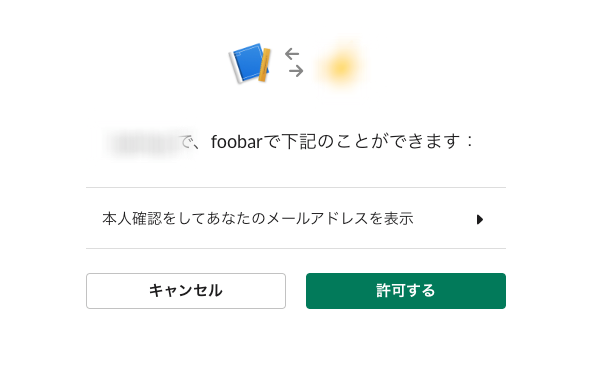 で、foobarで下記のことができます：
本人確認をしてあなたのメールアドレスを表示
キャンセル
許可する